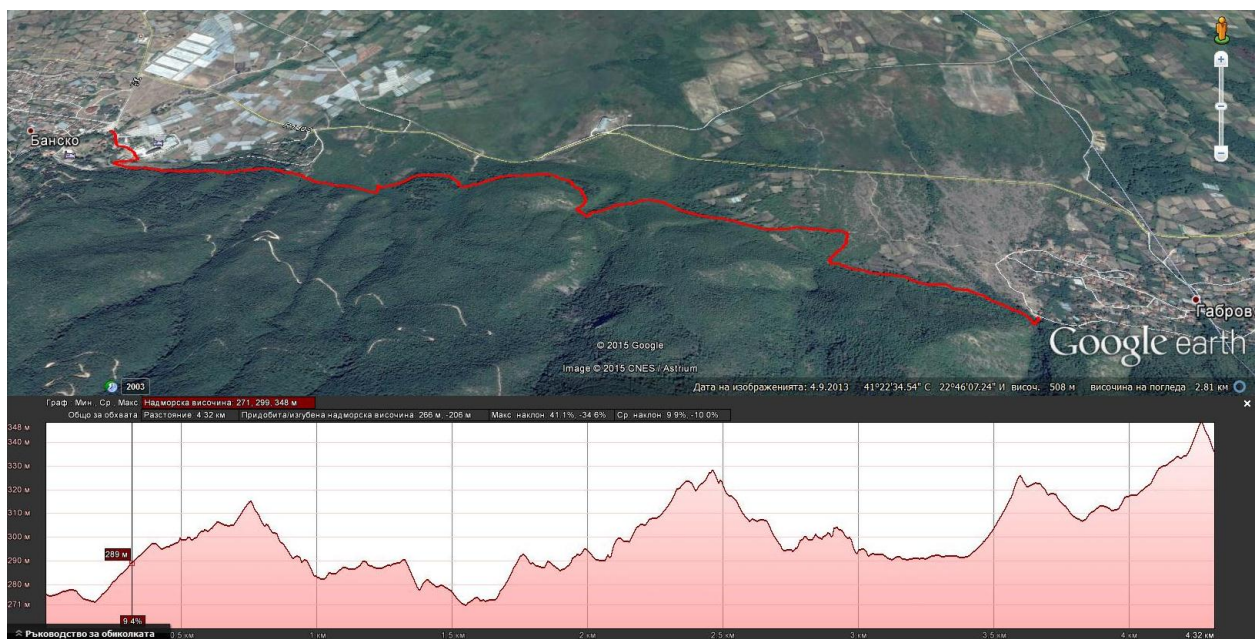 Банско
Габров
Google earth
© 2015 Google
Image © 2015 CNES / Astrium
2003
Дата на изображенията: 4.9.2013 41°22'34.54" С 22°46'07.24" И височ. 508 м височина на погледа 2.81 км
Граф: Мин., Ср, Макс Надморска височина: 271, 299, 348 м
Общо за обхвата: Разстояние: 4.32 км Придобита/изгубена надморска височина: 266 м, -206 м Макс. наклон: 41.1%, -34.6% Ср. наклон: 9.9%, -10.0%
348 м
340 м
330 м
320 м
310 м
300 м
290 м
280 м
271 м
289 м
9.4%
Ръководство за обиколката
0.5 км 1 км 1.5 км 2 км 2.5 км 3 км 3.5 км 4 км 4.32 км